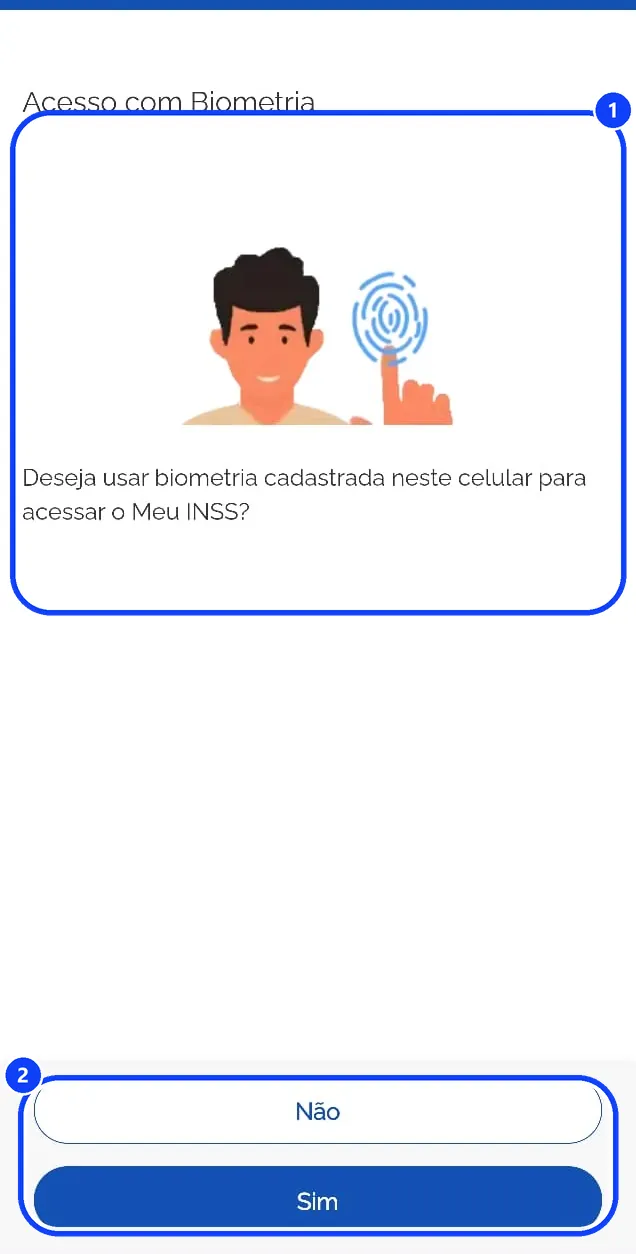 Acesso com Biometria
1
Deseja usar biometria cadastrada neste celular para
acessar o Meu INSS?
2
Não
Sim